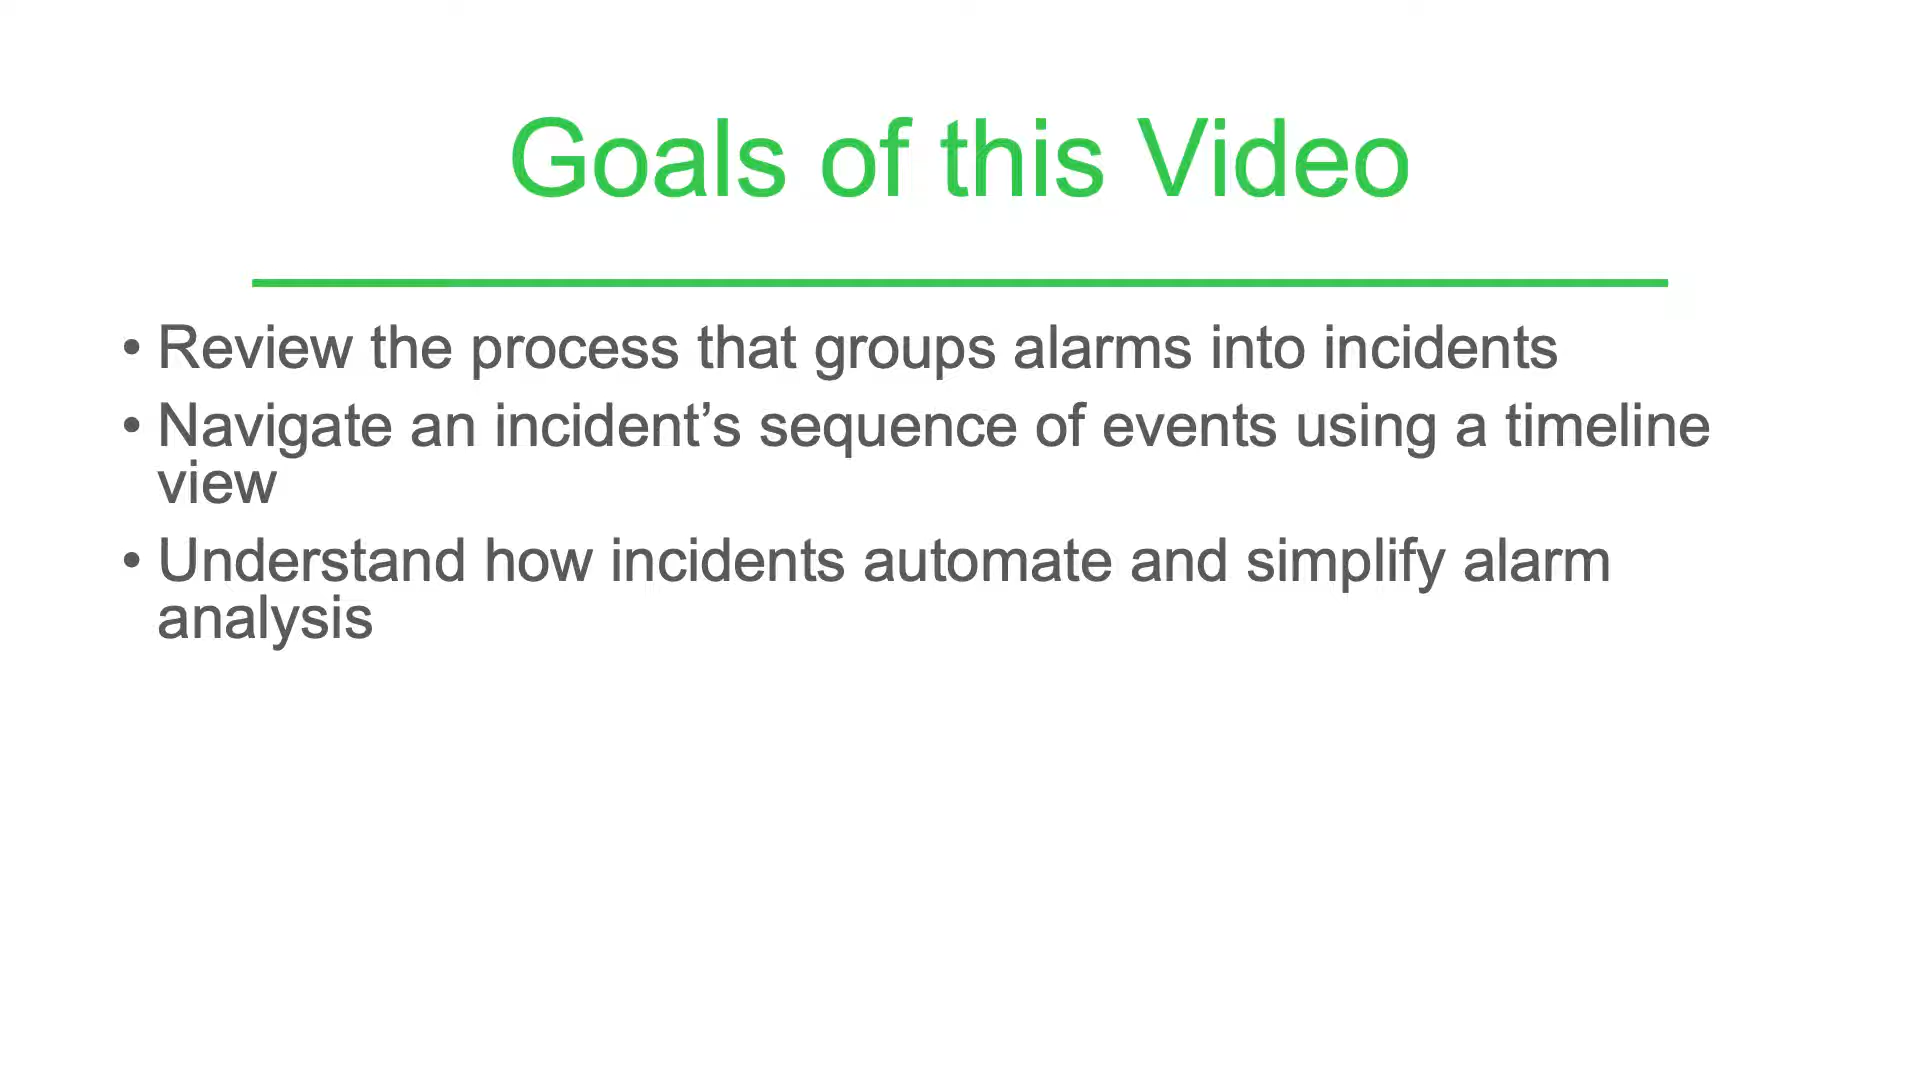 Goals of this Video
• Review the process that groups alarms into incidents
• Navigate an incident’s sequence of events using a timeline
view
• Understand how incidents automate and simplify alarm
analysis